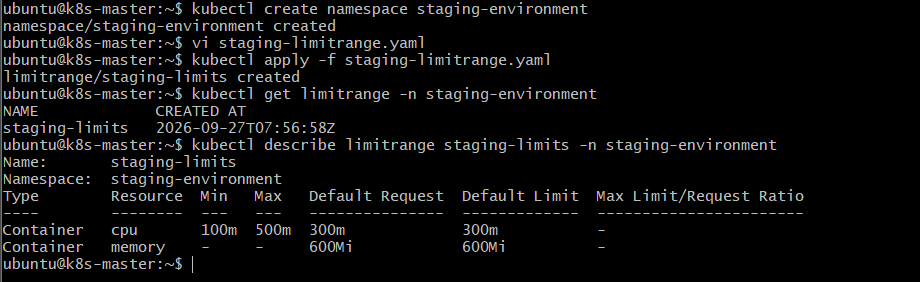 ubuntu@k8s-master:~$ kubectl create namespace staging-environment
namespace/staging-environment created
ubuntu@k8s-master:~$ vi staging-limitrange.yaml
ubuntu@k8s-master:~$ kubectl apply -f staging-limitrange.yaml
limitrange/staging-limits created
ubuntu@k8s-master:~$ kubectl get limitrange -n staging-environment
NAME             CREATED AT
staging-limits   2026-09-27T07:56:58Z
ubuntu@k8s-master:~$ kubectl describe limitrange staging-limits -n staging-environment
Name:       staging-limits
Namespace:  staging-environment
Type        Resource  Min   Max   Default Request  Default Limit  Max Limit/Request Ratio
----        --------  ---   ---   ---------------  -------------  -----------------------
Container   cpu       100m  500m  300m             300m           -
Container   memory    -     -     600Mi            600Mi          -
ubuntu@k8s-master:~$